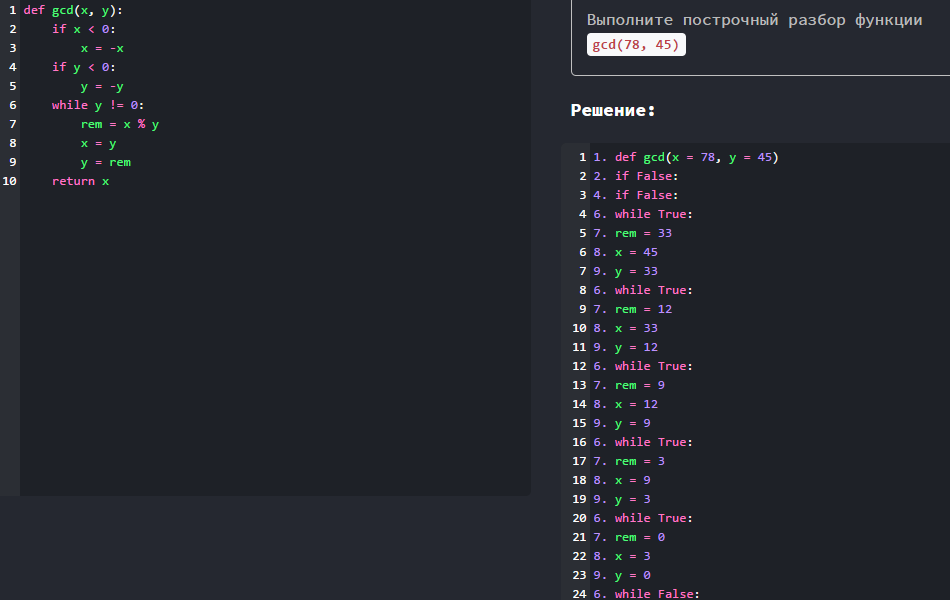 1 def gcd(x, y):
2     if x < 0:
3         x = -x
4     if y < 0:
5         y = -y
6     while y != 0:
7         rem = x % y
8         x = y
9         y = rem
10     return x
Выполните построчный разбор функции
gcd(78, 45)
Решение:
1 1. def gcd(x = 78, y = 45)
2 2. if False:
3 4. if False:
4 6. while True:
5 7. rem = 33
6 8. x = 45
7 9. y = 33
8 6. while True:
9 7. rem = 12
10 8. x = 33
11 9. y = 12
12 6. while True:
13 7. rem = 9
14 8. x = 12
15 9. y = 9
16 6. while True:
17 7. rem = 3
18 8. x = 9
19 9. y = 3
20 6. while True:
21 7. rem = 0
22 8. x = 3
23 9. y = 0
24 6. while False: